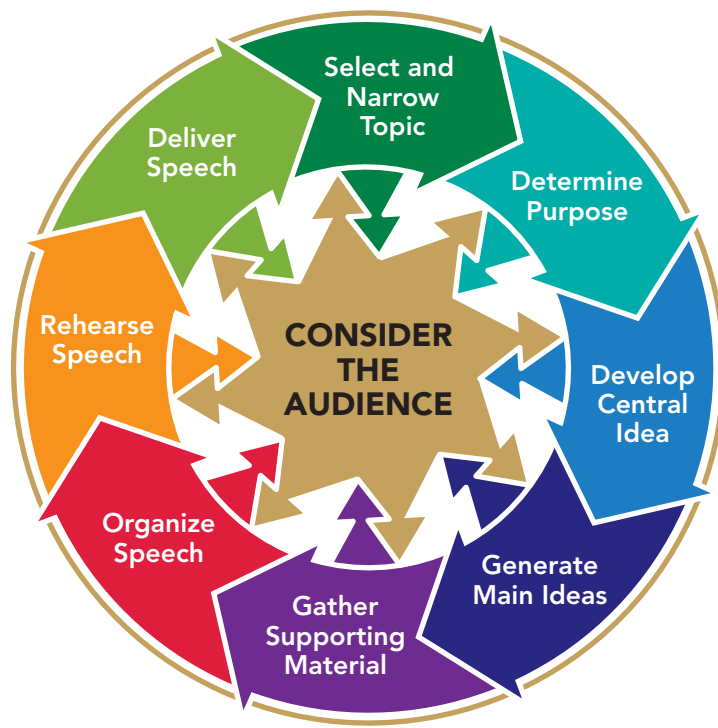 Select and
Narrow
Topic
Determine
Purpose
Develop
Central
Idea
Generate
Main Ideas
Gather
Supporting
Material
Organize
Speech
Rehearse
Speech
Deliver
Speech
CONSIDER
THE
AUDIENCE